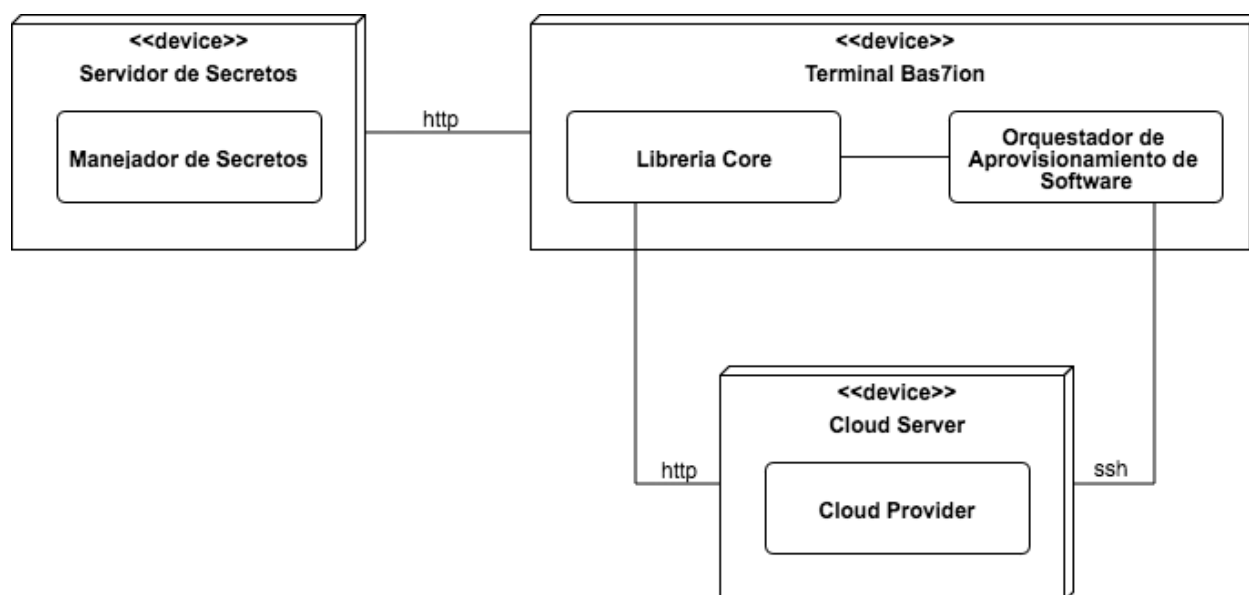 <<device>>
Servidor de Secretos
Manejador de Secretos
http
<<device>>
Terminal Bas7ion
Libreria Core
Orquestador de
Aprovisionamiento de
Software
<<device>>
Cloud Server
http
ssh
Cloud Provider